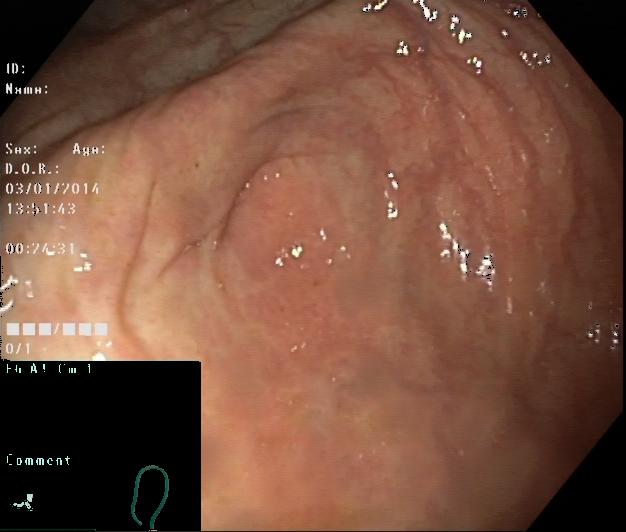 ID:
Name:
Sex: Age:
D.O.B.:
03/01/2014
13:51:43
00:24:31
■■■/■■■
0/1
Comment